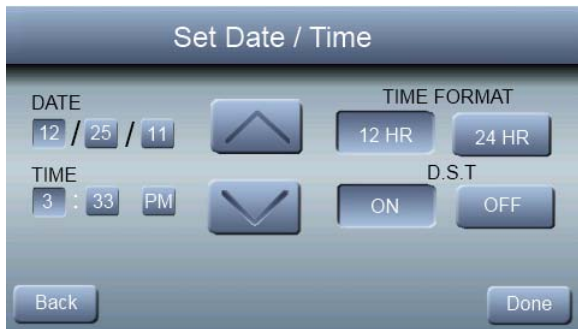 Set Date / Time
DATE
12 / 25 / 11
TIME
3 : 33 PM
TIME FORMAT
12 HR 24 HR
D.S.T
ON OFF
Back
Done